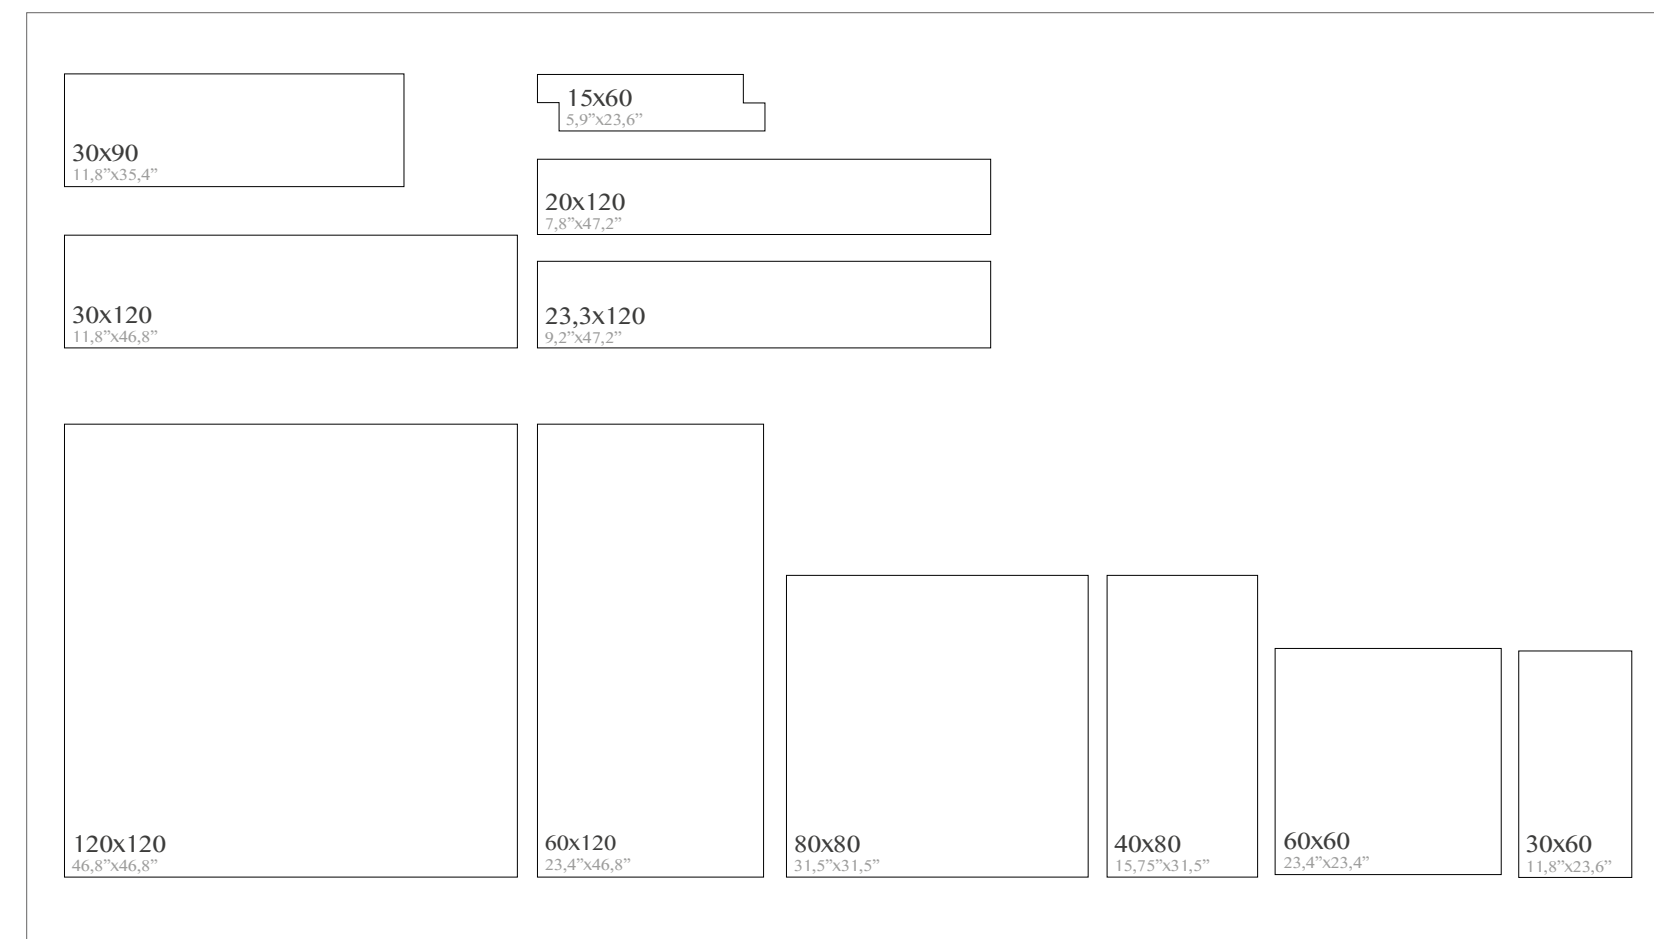 30x90
11,8”x35,4”
15x60
5,9”x23,6”
20x120
7,8”x47,2”
30x120
11,8”x46,8”
23,3x120
9,2”x47,2”
120x120
46,8”x46,8”
60x120
23,4”x46,8”
80x80
31,5”x31,5”
40x80
15,75”x31,5”
60x60
23,4”x23,4”
30x60
11,8”x23,6”